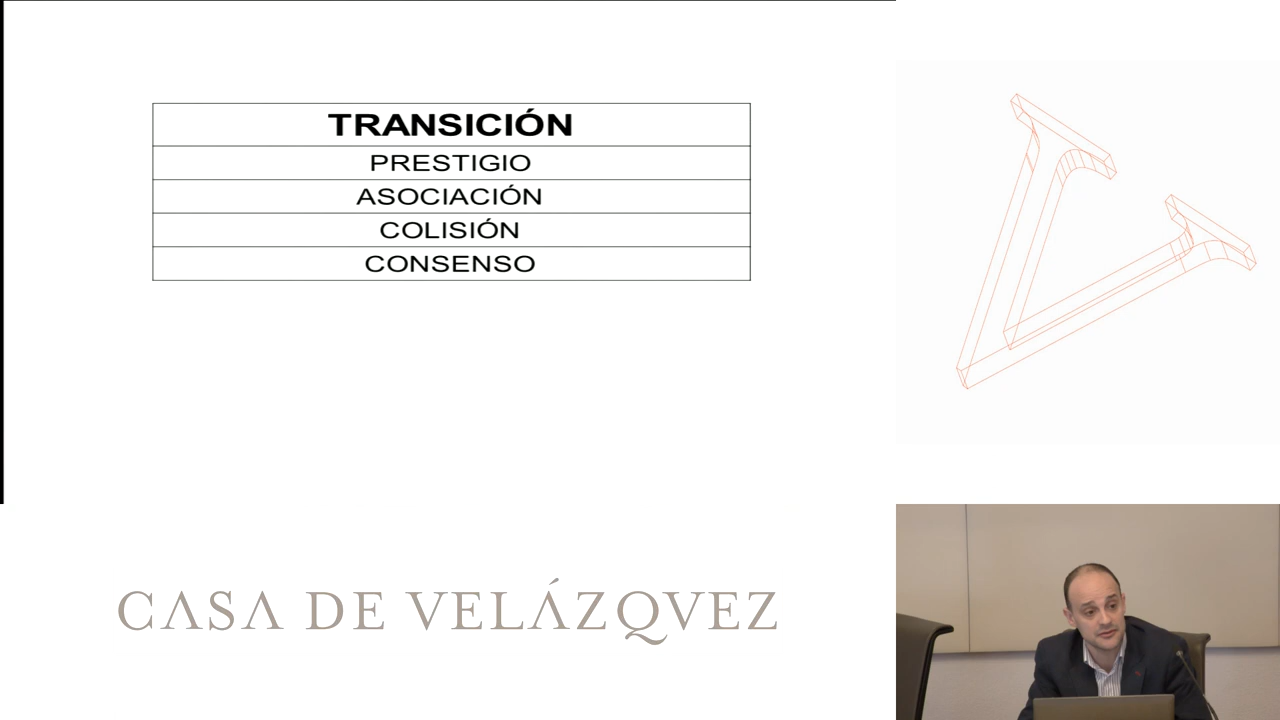 TRANSICIÓN
PRESTIGIO
ASOCIACIÓN
COLISIÓN
CONSENSO
CASA DE VELÁZQVEZ